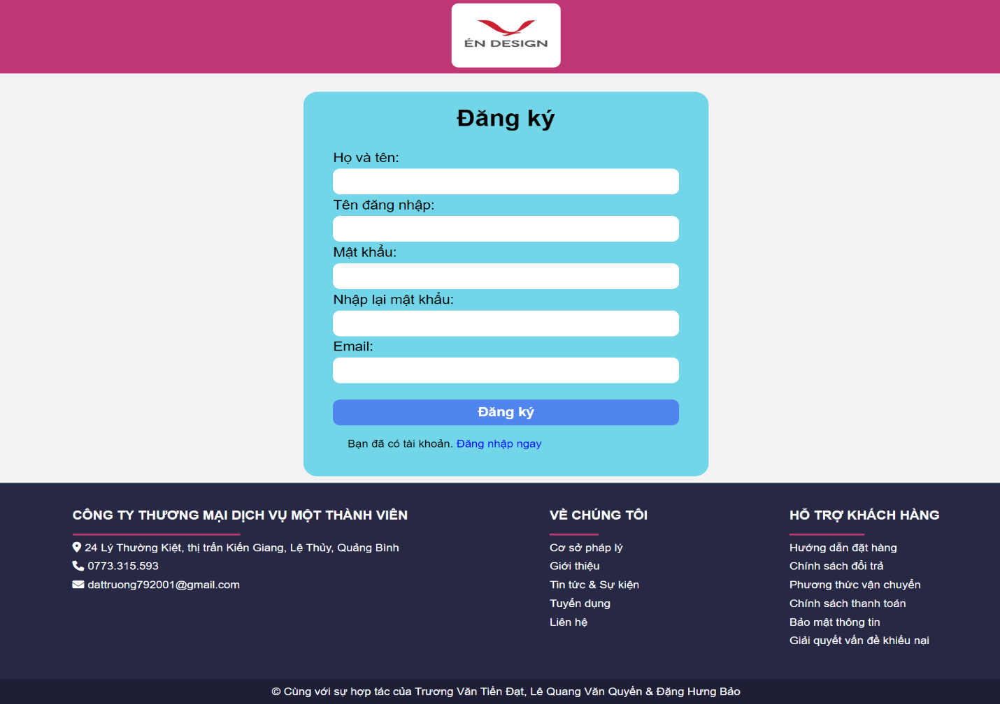 ÉN DESIGN
Đăng ký
Họ và tên:
Tên đăng nhập:
Mật khẩu:
Nhập lại mật khẩu:
Email:
Đăng ký
Bạn đã có tài khoản. Đăng nhập ngay
CÔNG TY THƯƠNG MẠI DỊCH VỤ MỘT THÀNH VIÊN
24 Lý Thường Kiệt, thị trấn Kiến Giang, Lệ Thủy, Quảng Bình
0773.315.593
dattruong792001@gmail.com
VỀ CHÚNG TÔI
Cơ sở pháp lý
Giới thiệu
Tin tức & Sự kiện
Tuyển dụng
Liên hệ
HỖ TRỢ KHÁCH HÀNG
Hướng dẫn đặt hàng
Chính sách đổi trả
Phương thức vận chuyển
Chính sách thanh toán
Bảo mật thông tin
Giải quyết vấn đề khiếu nại
© Cùng với sự hợp tác của Trương Văn Tiến Đạt, Lê Quang Văn Quyến & Đặng Hưng Bảo